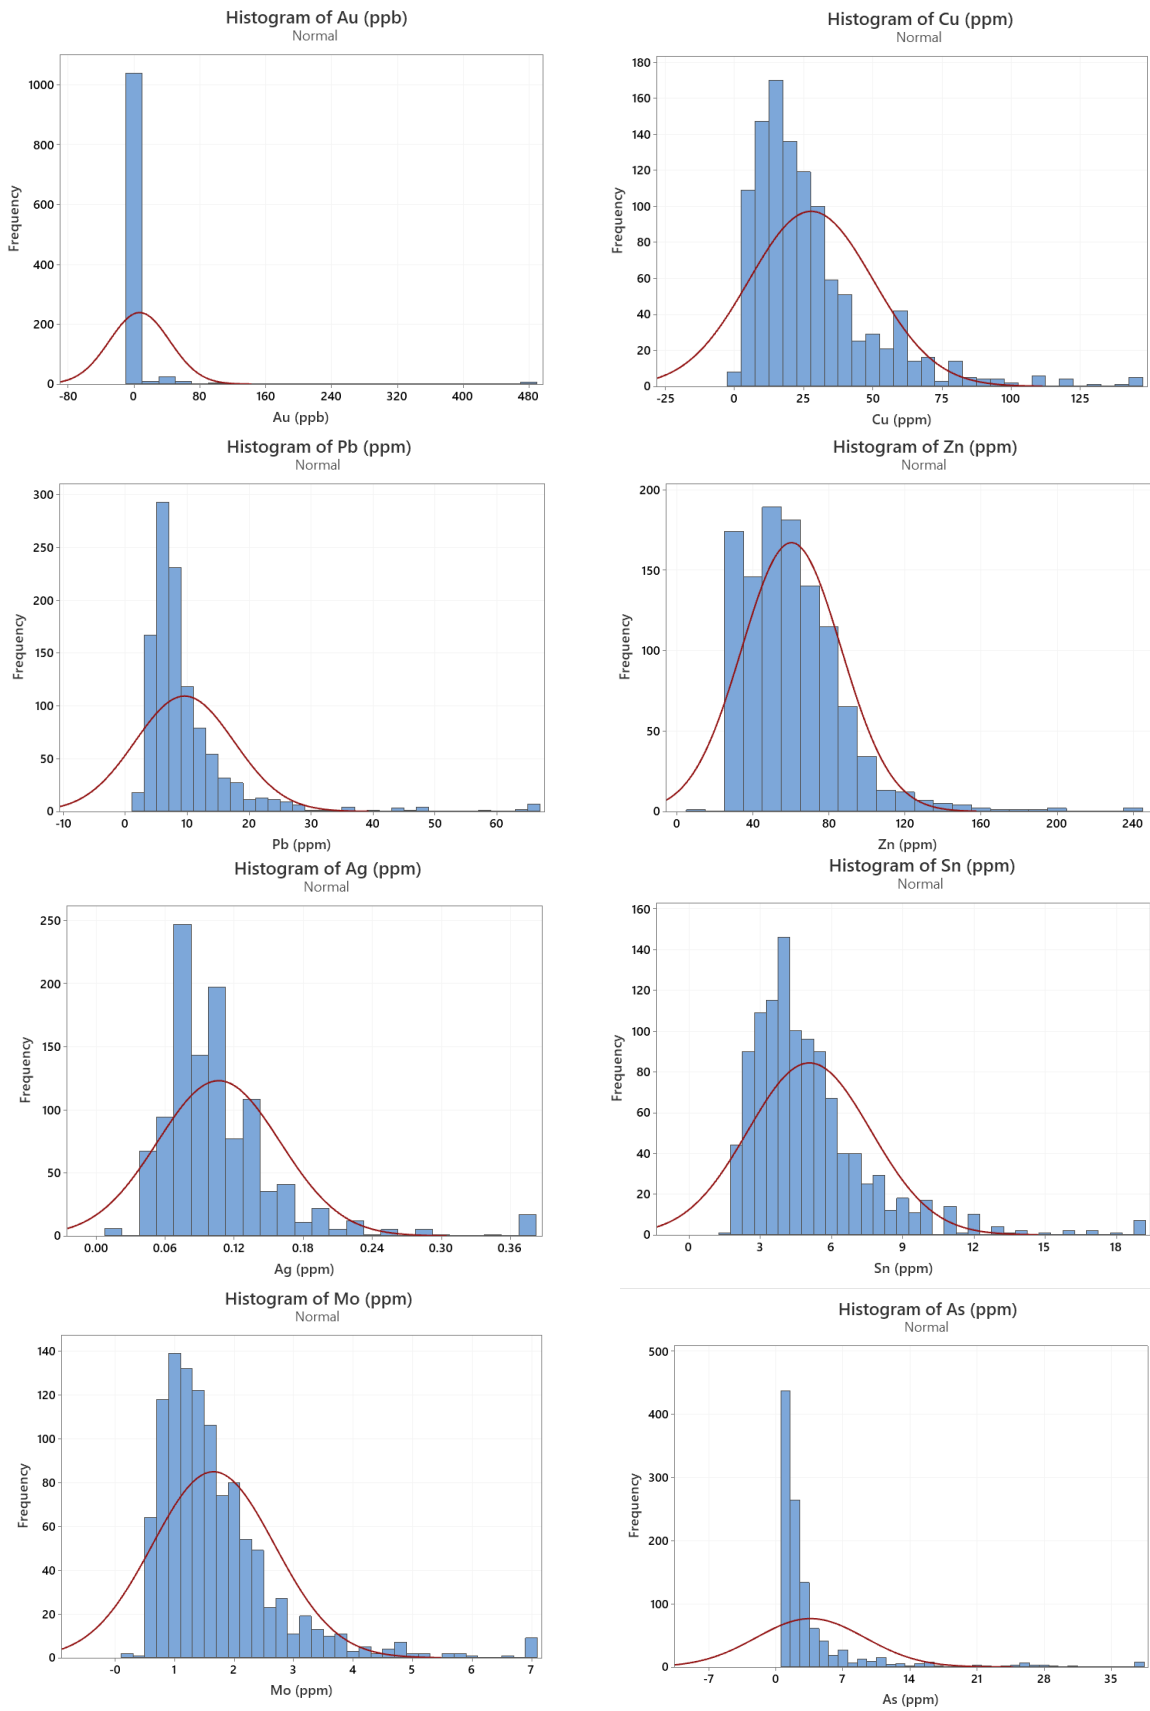 Histogram of Au (ppb)
Normal
1000
800
600
400
200
0
Frequency
-80 0 80 160 240 320 400 480
Au (ppb)
Histogram of Cu (ppm)
Normal
180
160
140
120
100
80
60
40
20
0
Frequency
-25 0 25 50 75 100 125
Cu (ppm)
Histogram of Pb (ppm)
Normal
300
250
200
150
100
50
0
Frequency
-10 0 10 20 30 40 50 60
Pb (ppm)
Histogram of Zn (ppm)
Normal
200
150
100
50
0
Frequency
0 40 80 120 160 200 240
Zn (ppm)
Histogram of Ag (ppm)
Normal
250
200
150
100
50
0
Frequency
0.00 0.06 0.12 0.18 0.24 0.30 0.36
Ag (ppm)
Histogram of Sn (ppm)
Normal
160
140
120
100
80
60
40
20
0
Frequency
0 3 6 9 12 15 18
Sn (ppm)
Histogram of Mo (ppm)
Normal
140
120
100
80
60
40
20
0
Frequency
-0 1 2 3 4 5 6 7
Mo (ppm)
Histogram of As (ppm)
Normal
500
400
300
200
100
0
Frequency
-7 0 7 14 21 28 35
As (ppm)